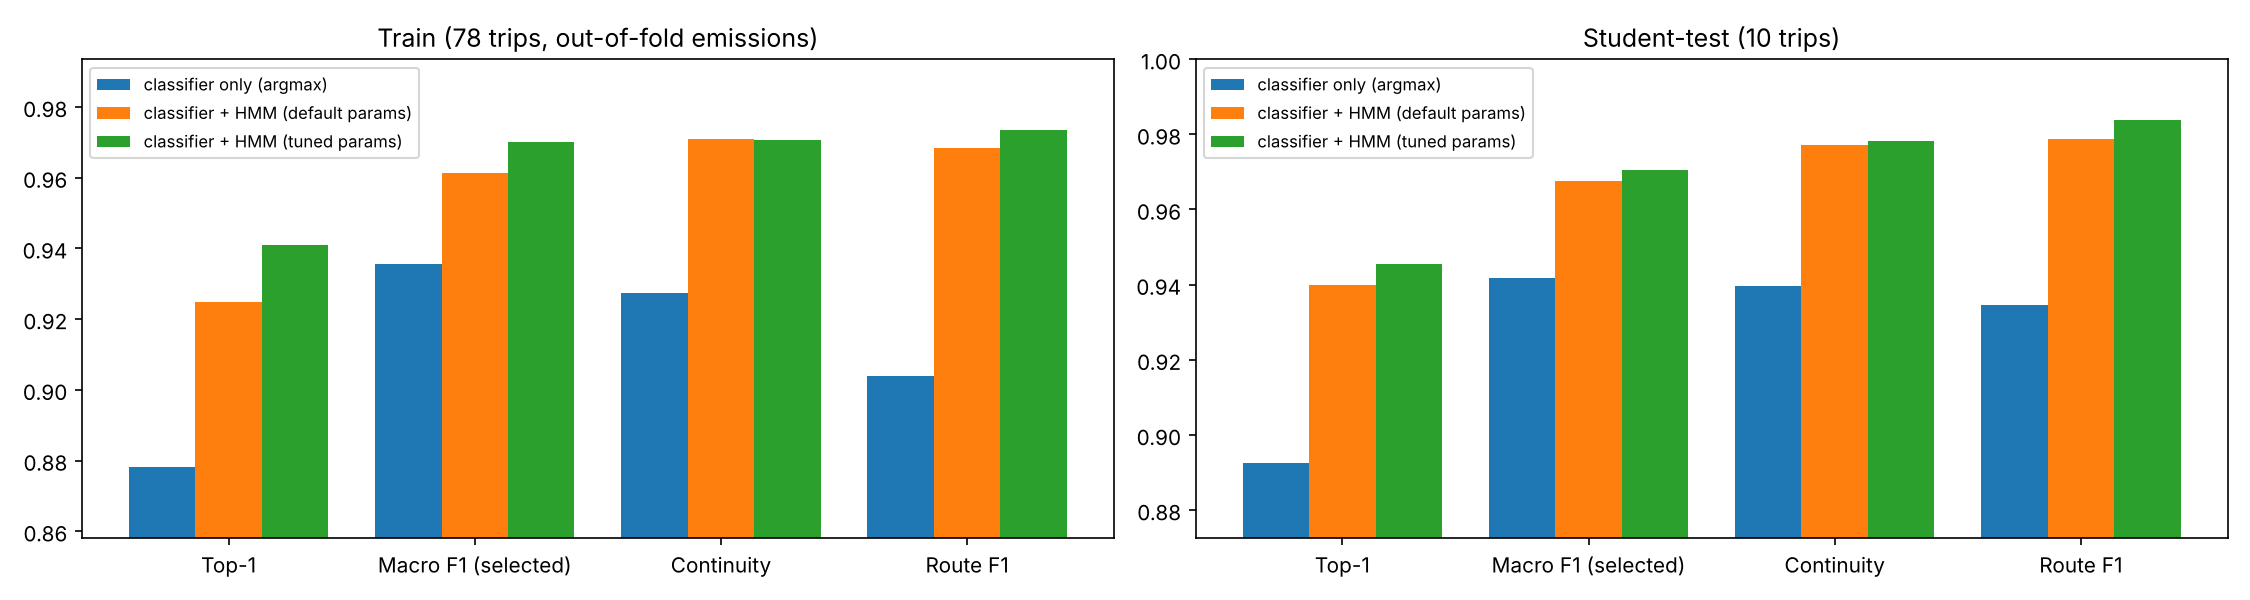 Train (78 trips, out-of-fold emissions)
classifier only (argmax)
classifier + HMM (default params)
classifier + HMM (tuned params)
0.98
0.96
0.94
0.92
0.90
0.88
0.86
Top-1 Macro F1 (selected) Continuity Route F1
Student-test (10 trips)
classifier only (argmax)
classifier + HMM (default params)
classifier + HMM (tuned params)
1.00
0.98
0.96
0.94
0.92
0.90
0.88
Top-1 Macro F1 (selected) Continuity Route F1